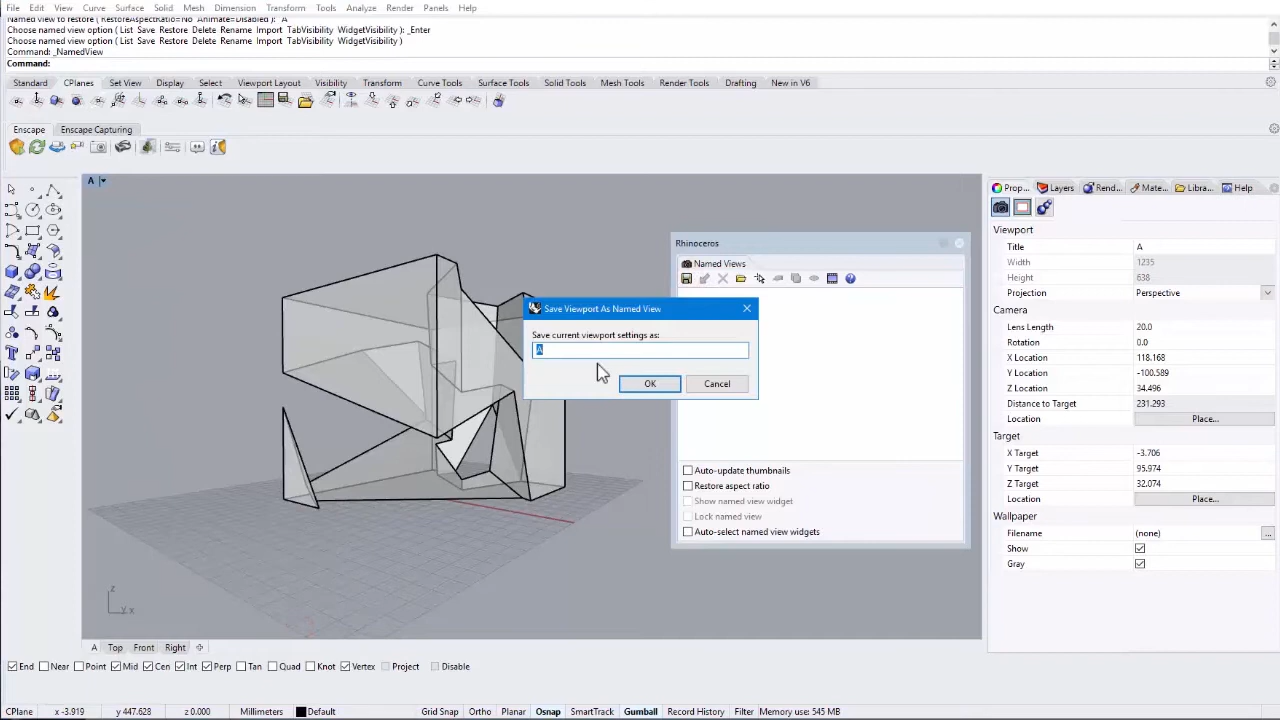 File Edit View Curve Surface Solid Mesh Dimension Transform Tools Analyze Render Panels Help
Named view to restore ( RestoreAspectRatio=No Animate=Disabled ): A
Choose named view option ( List Save Restore Delete Rename Import TabVisibility WidgetVisibility ): _Enter
Choose named view option ( List Save Restore Delete Rename Import TabVisibility WidgetVisibility )
Command: _NamedView
Command:
Standard CPlanes Set View Display Select Viewport Layout Visibility Transform Curve Tools Surface Tools Solid Tools Mesh Tools Render Tools Drafting New in V6
Enscape Enscape Capturing
A
Prop... Layers Rend... Mate... Libra... Help
Viewport
Title A
Width 1235
Height 638
Projection Perspective
Camera
Lens Length 20.0
Rotation 0.0
X Location 118.168
Y Location -100.589
Z Location 34.496
Distance to Target 231.293
Location Place...
Target
X Target -3.706
Y Target 95.974
Z Target 32.074
Location Place...
Wallpaper
Filename (none) ...
Show
Gray
Rhinoceros
Named Views
Save Viewport As Named View
Save current viewport settings as:
A
OK Cancel
Auto-update thumbnails
Restore aspect ratio
Show named view widget
Lock named view
Auto-select named view widgets
z
y x
A Top Front Right
End Near Point Mid Cen Int Perp Tan Quad Knot Vertex Project Disable
CPlane x -3.919 y 447.628 z 0.000 Millimeters Default Grid Snap Ortho Planar Osnap SmartTrack Gumball Record History Filter Memory use: 545 MB